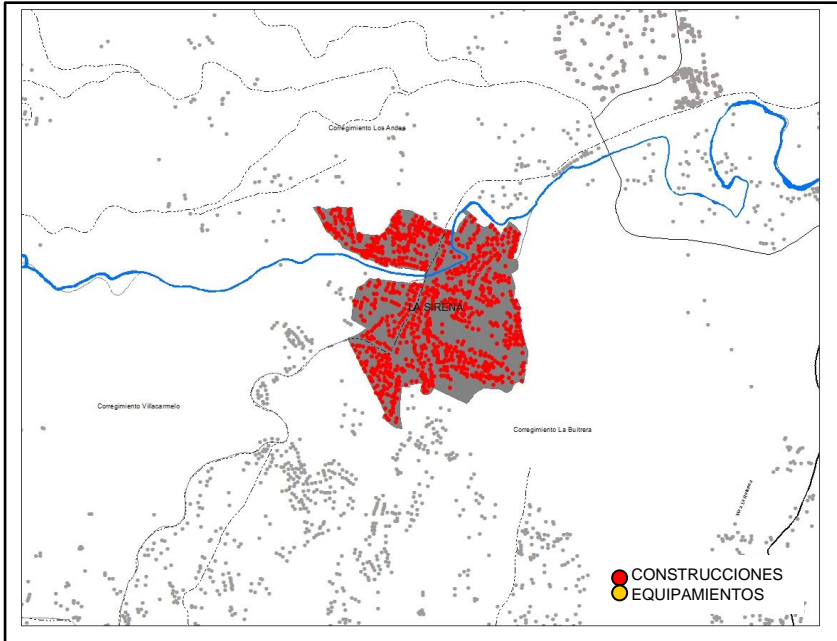 Corregimiento Los Andes
LA SIRENA
Corregimiento Villacarmelo
Corregimiento La Buitrera
CONSTRUCCIONES
EQUIPAMIENTOS